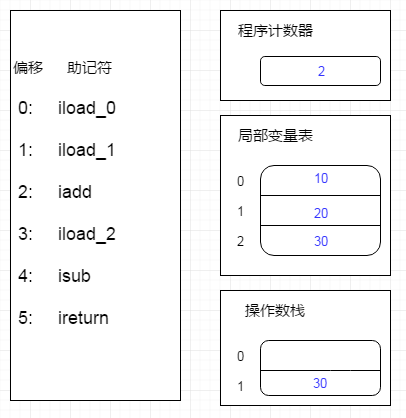 偏移 助记符
0: iload_0
1: iload_1
2: iadd
3: iload_2
4: isub
5: ireturn
程序计数器
2
局部变量表
0 10
1 20
2 30
操作数栈
0
1 30